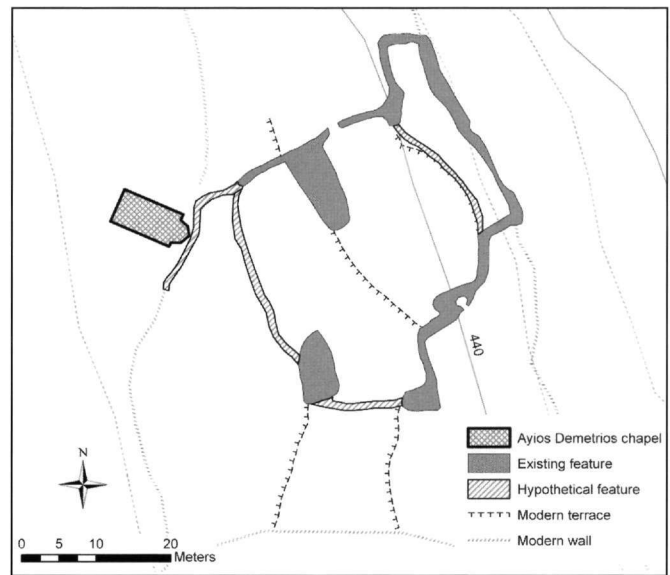 440
Ayios Demetrios chapel
Existing feature
Hypothetical feature
Modern terrace
Modern wall
N
0 5 10 20
Meters